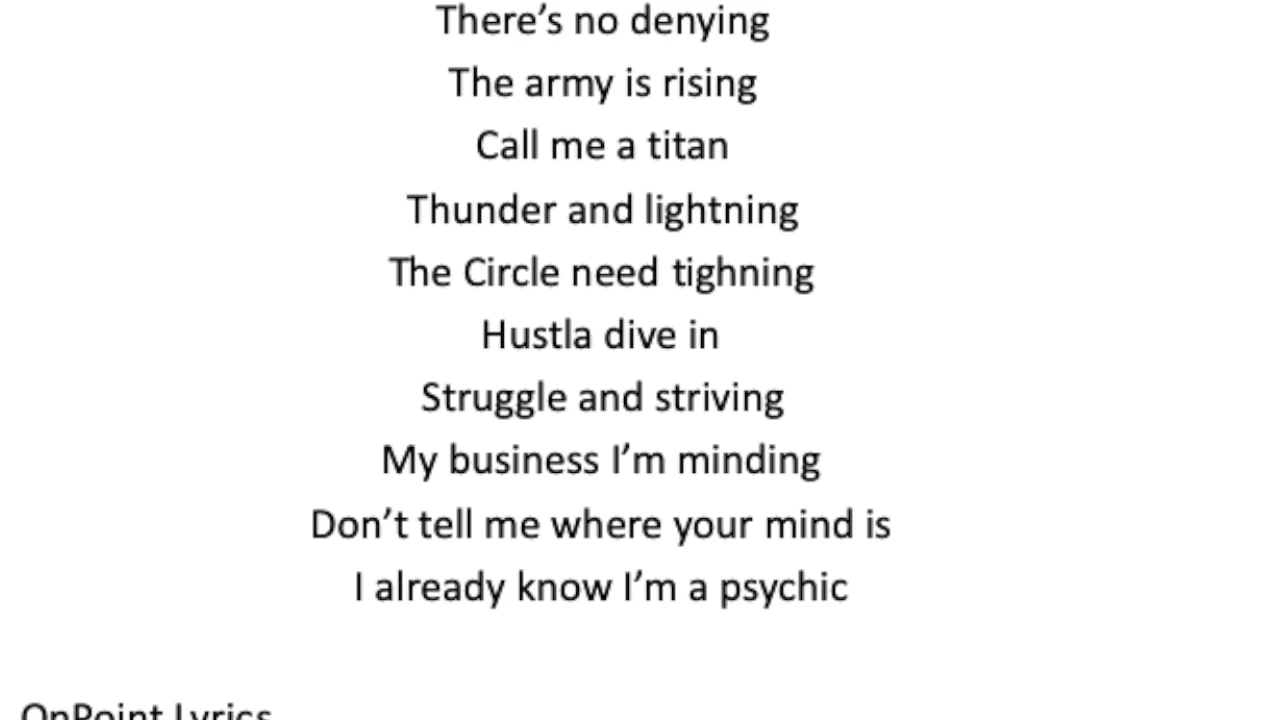 There’s no denying
The army is rising
Call me a titan
Thunder and lightning
The Circle need tighning
Hustla dive in
Struggle and striving
My business I’m minding
Don’t tell me where your mind is
I already know I’m a psychic
OnPoint Lyrics